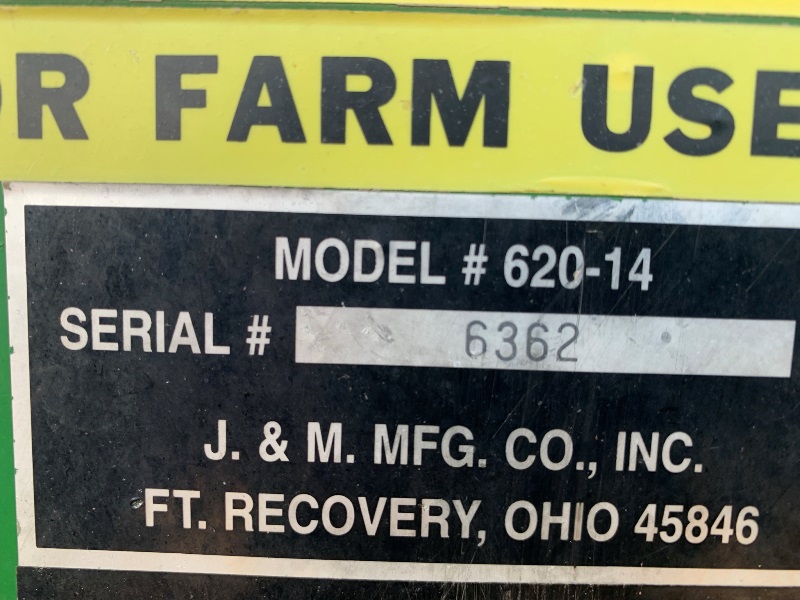 R FARM USE
MODEL # 620-14
SERIAL # 6362
J. & M. MFG. CO., INC.
FT. RECOVERY, OHIO 45846